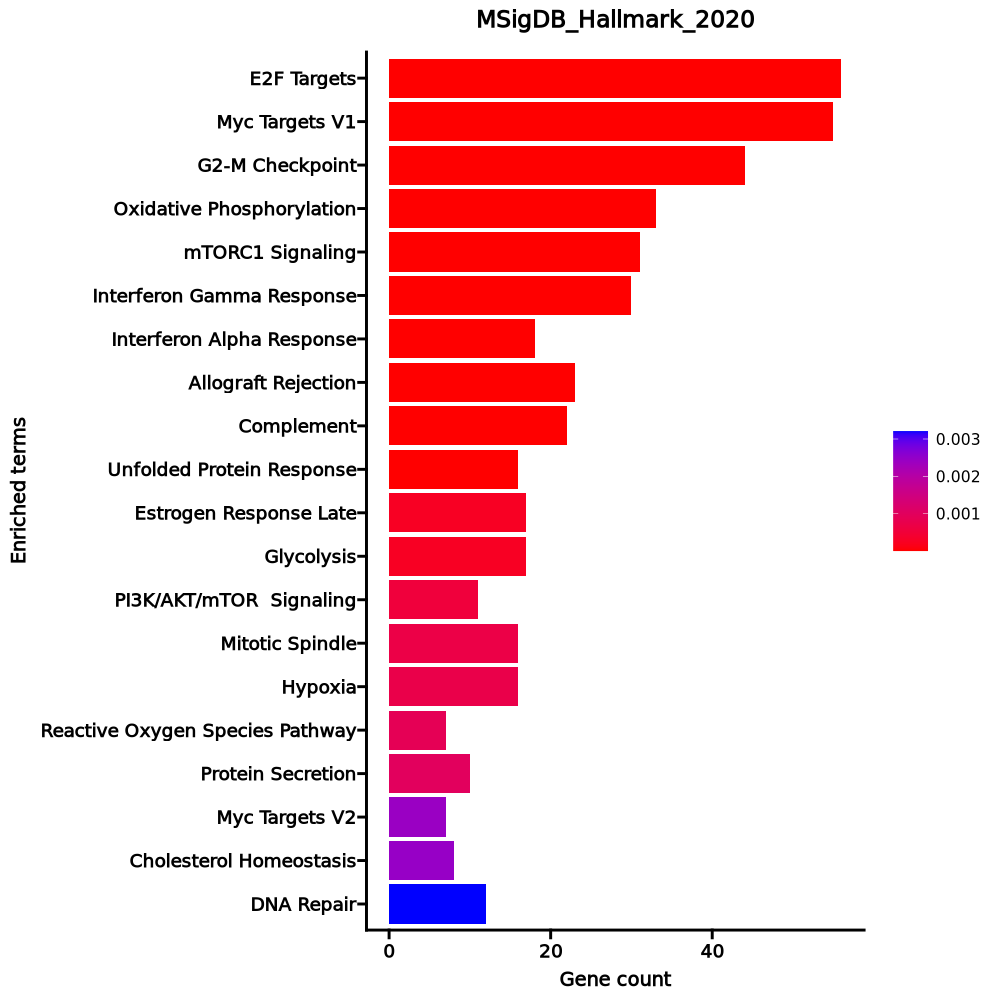 MSigDB_Hallmark_2020
E2F Targets
Myc Targets V1
G2-M Checkpoint
Oxidative Phosphorylation
mTORC1 Signaling
Interferon Gamma Response
Interferon Alpha Response
Allograft Rejection
Complement
Unfolded Protein Response
Estrogen Response Late
Glycolysis
PI3K/AKT/mTOR  Signaling
Mitotic Spindle
Hypoxia
Reactive Oxygen Species Pathway
Protein Secretion
Myc Targets V2
Cholesterol Homeostasis
DNA Repair
Enriched terms
0 20 40
Gene count
0.003
0.002
0.001